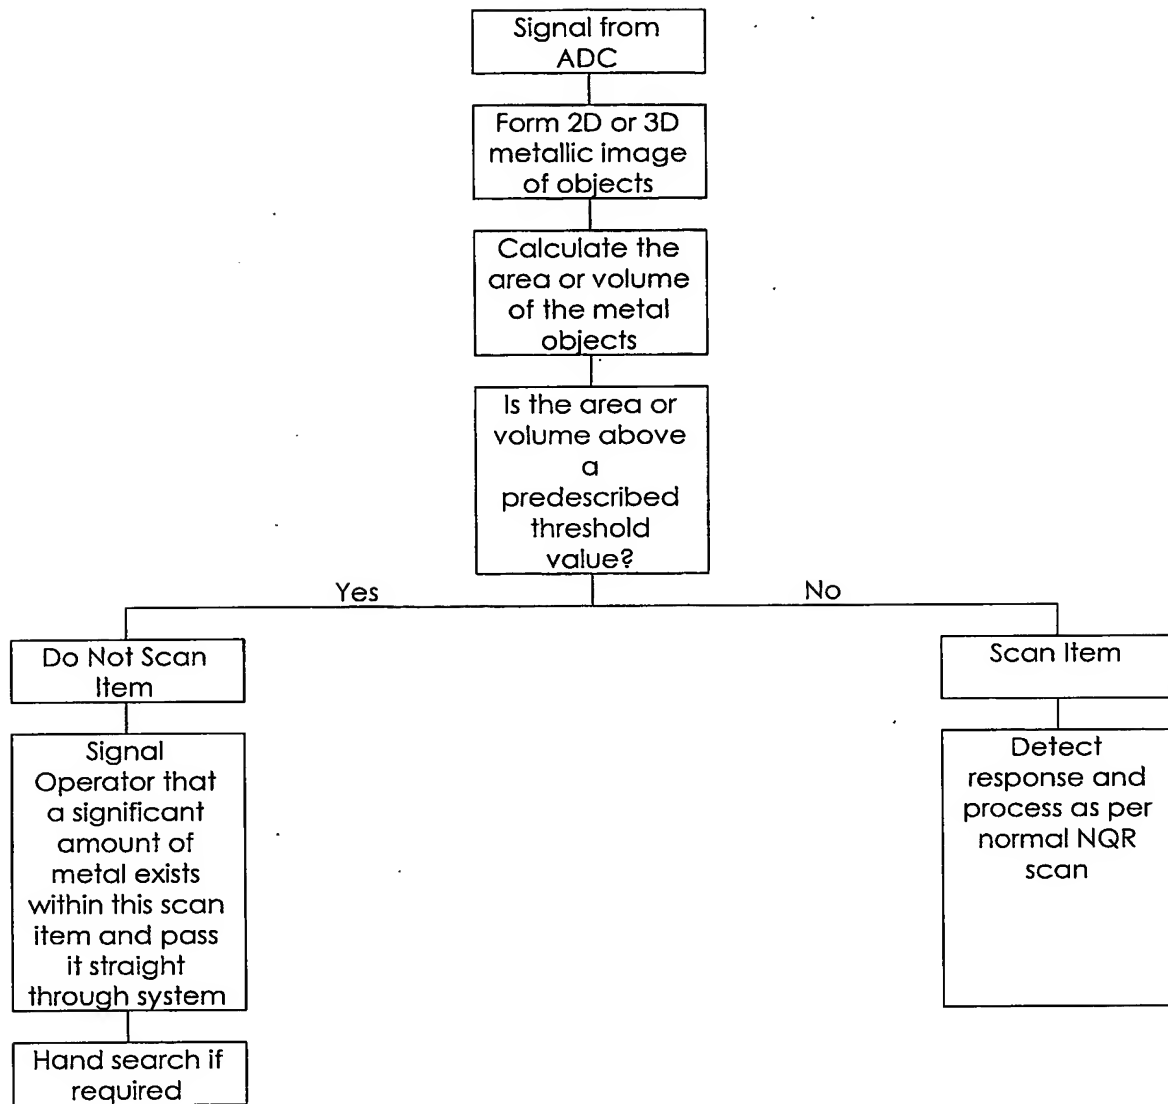 Signal from
ADC
Form 2D or 3D
metallic image
of objects
Calculate the
area or volume
of the metal
objects
Is the area or
volume above
a
predescribed
threshold
value?
Yes
No
Do Not Scan
Item
Signal
Operator that
a significant
amount of
metal exists
within this scan
item and pass
it straight
through system
Hand search if
required
Scan Item
Detect
response and
process as per
normal NQR
scan